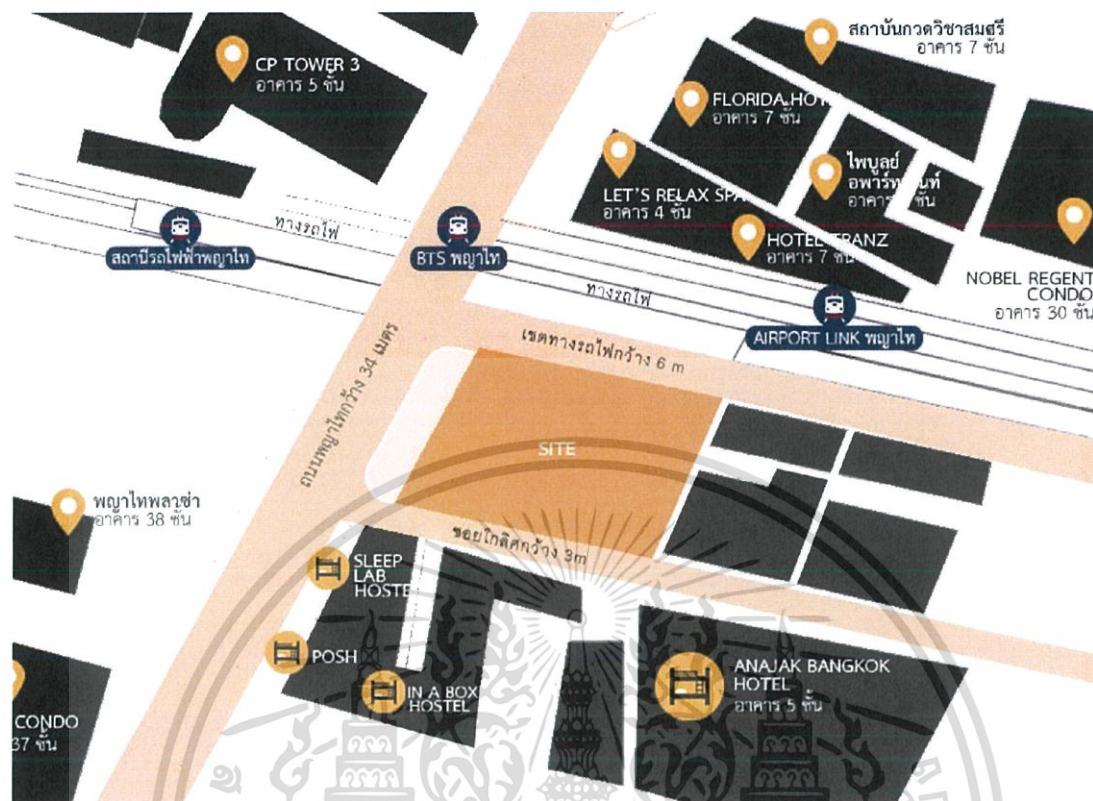 สถาบันกวดวิชาสมศรี
อาคาร 7 ชั้น
CP TOWER 3
อาคาร 5 ชั้น
FLORIDA HOT
อาคาร 7 ชั้น
ไพบูลย์
LET'S RELAX SPA
อาคาร 4 ชั้น
HOTEL TRANZ
อาคาร 7 ชั้น
ทางรถไฟ
สถานีรถไฟฟ้าพญาไท
BTS พญาไท
NOBEL REGENT
CONDO
อาคาร 30 ชั้น
ทางรถไฟ
AIRPORT LINK พญาไท
เขตทางรถไฟกว้าง 6 m
ถนนพญาไทกว้าง 34 เมตร
SITE
พญาไทพลาซ่า
อาคาร 38 ชั้น
ซอยโกลิศกว้าง 3m
SLEEP
LAB
HOSTE
POSH
IN A BOX
HOSTEL
ANAJAK BANGKOK
HOTEL
อาคาร 5 ชั้น
CONDO
37 ชั้น